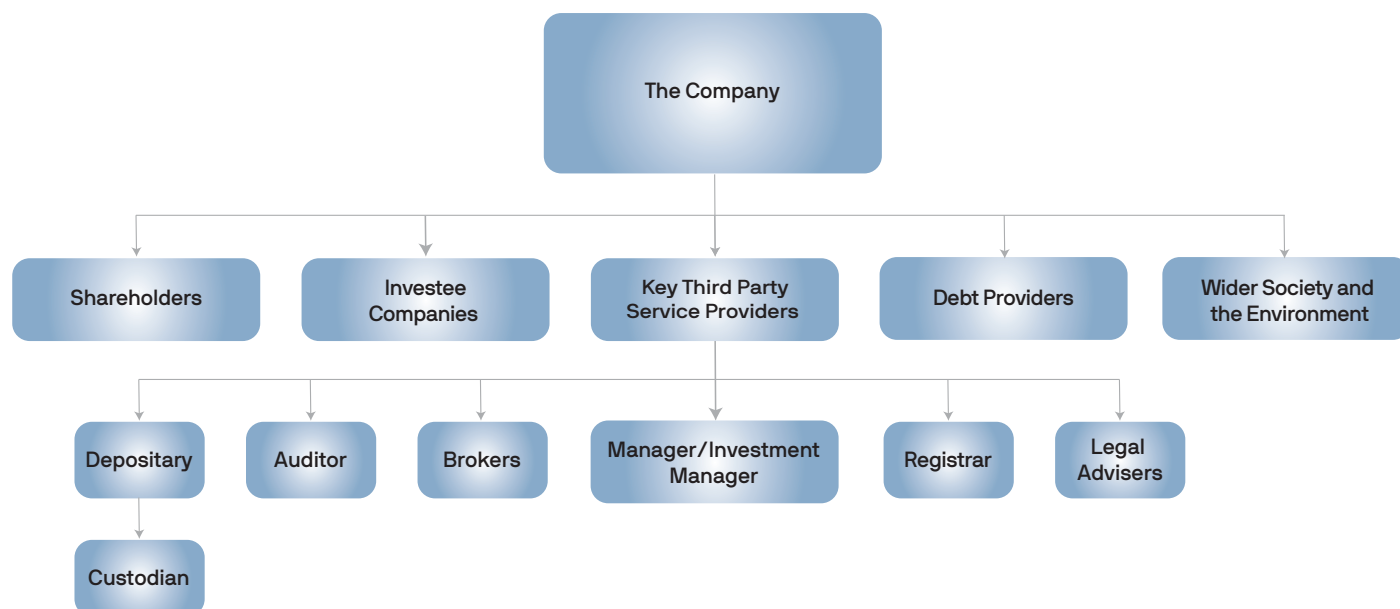 The Company
Shareholders
Investee
Companies
Key Third Party
Service Providers
Debt Providers
Wider Society and
the Environment
Depositary
Auditor
Brokers
Manager/Investment
Manager
Registrar
Legal
Advisers
Custodian